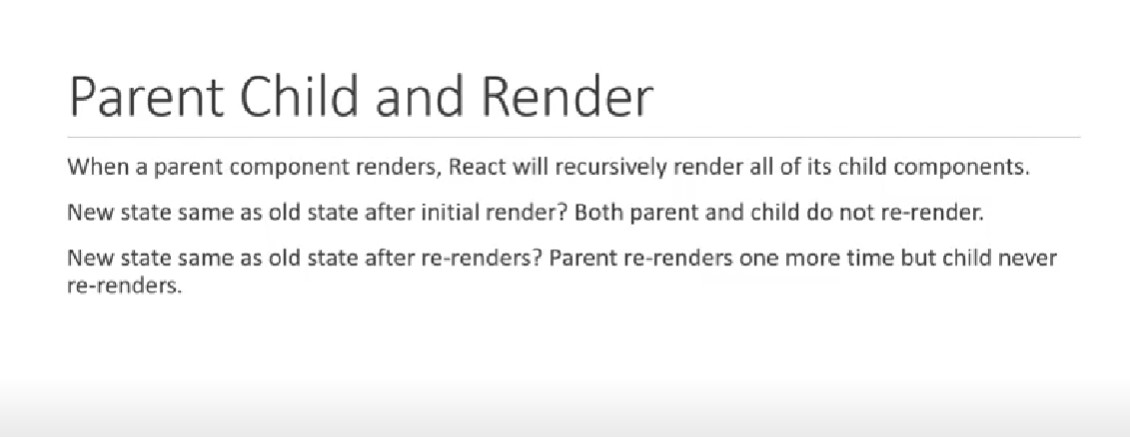 Parent Child and Render
When a parent component renders, React will recursively render all of its child components.
New state same as old state after initial render? Both parent and child do not re-render.
New state same as old state after re-renders? Parent re-renders one more time but child never
re-renders.